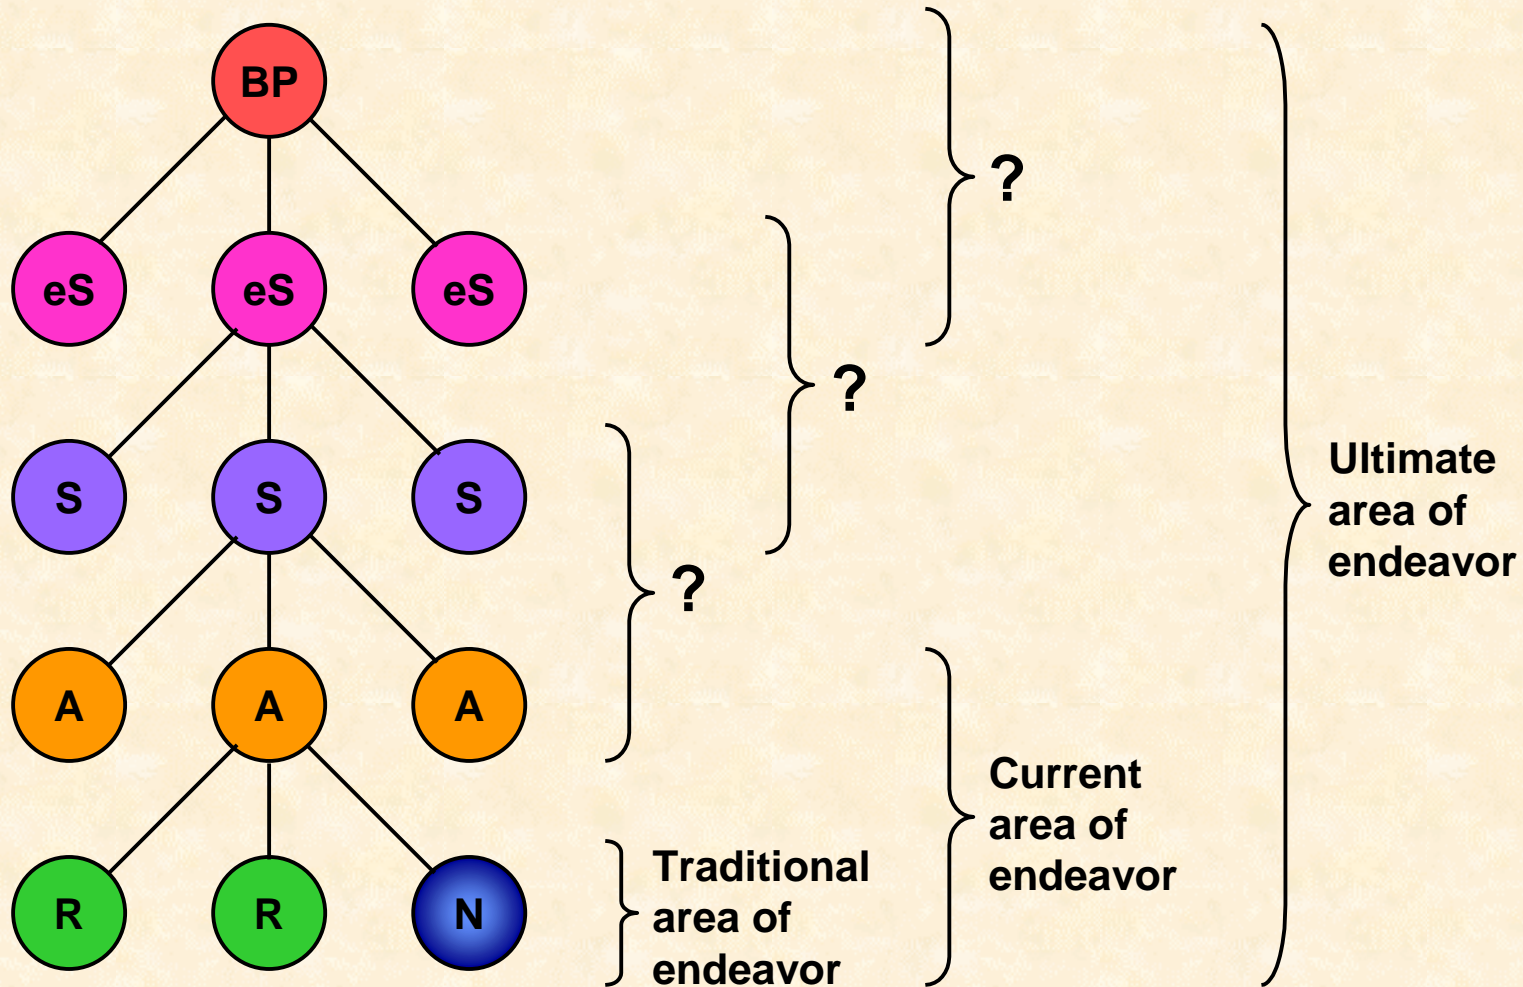 BP
?
eS eS eS
?
Ultimate
area of
endeavor
S S S
?
A A A
Current
area of
endeavor
R R N
Traditional
area of
endeavor